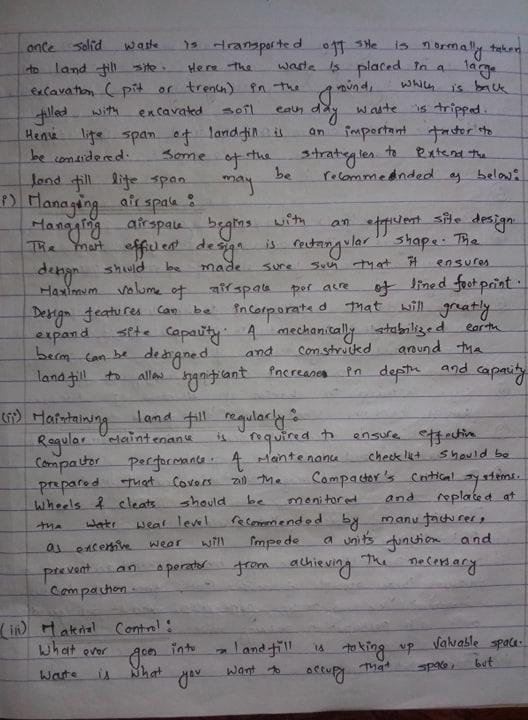 once solid waste is transported off site is normally taken
to land fill site. Here the waste is placed in a large
excavation (pit or trench) in the ground, which is back
filled with excavated soil each day waste is tripped.
Hence life span of landfill is an important factor to
be considered. Some of the strategies to Extend the
land fill life span may be recommeanded as below:
i) Managing air space:
Managing airspace begins with an efficient site design
The most efficient design is rectangular shape. The
design should be made sure such that it ensures
Maximum volume of airspace per acre of lined footprint.
Design features can be incorporated that will greatly
expand site capacity. A mechanically stabilized earth
berm can be designed and constructed around the
landfill to allow significant increases in depth and capacity
(ii) Maintaining land fill regularly:
Regular Maintenance is required to ensure effective
Compactor performance. A Maintenance checklist should be
prepared that covers all the Compactor's critical systems.
Wheels & cleats should be monitored and replaced at
the wear level recommended by manufacturer,
as excessive wear will impede a unit's function and
prevent an operator from achieving the necessary
Compaction.
(iii) Material Control:
What ever goes into a landfill is taking up valuable space.
Waste is what you want to occupy that space, but